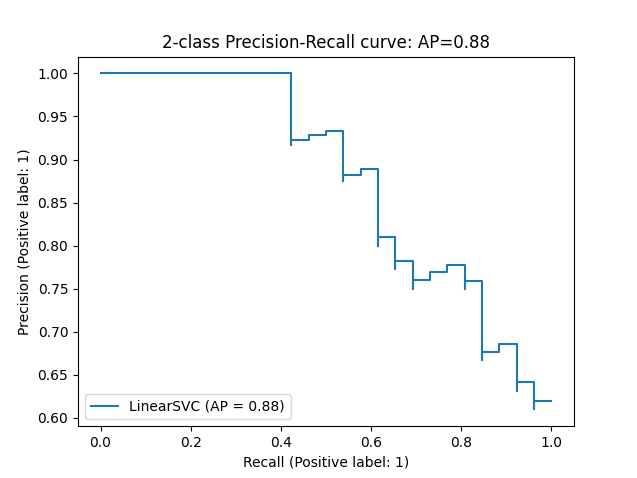 2-class Precision-Recall curve: AP=0.88
1.00
0.95
0.90
0.85
0.80
0.75
0.70
0.65
0.60
Precision (Positive label: 1)
LinearSVC (AP = 0.88)
0.0 0.2 0.4 0.6 0.8 1.0
Recall (Positive label: 1)